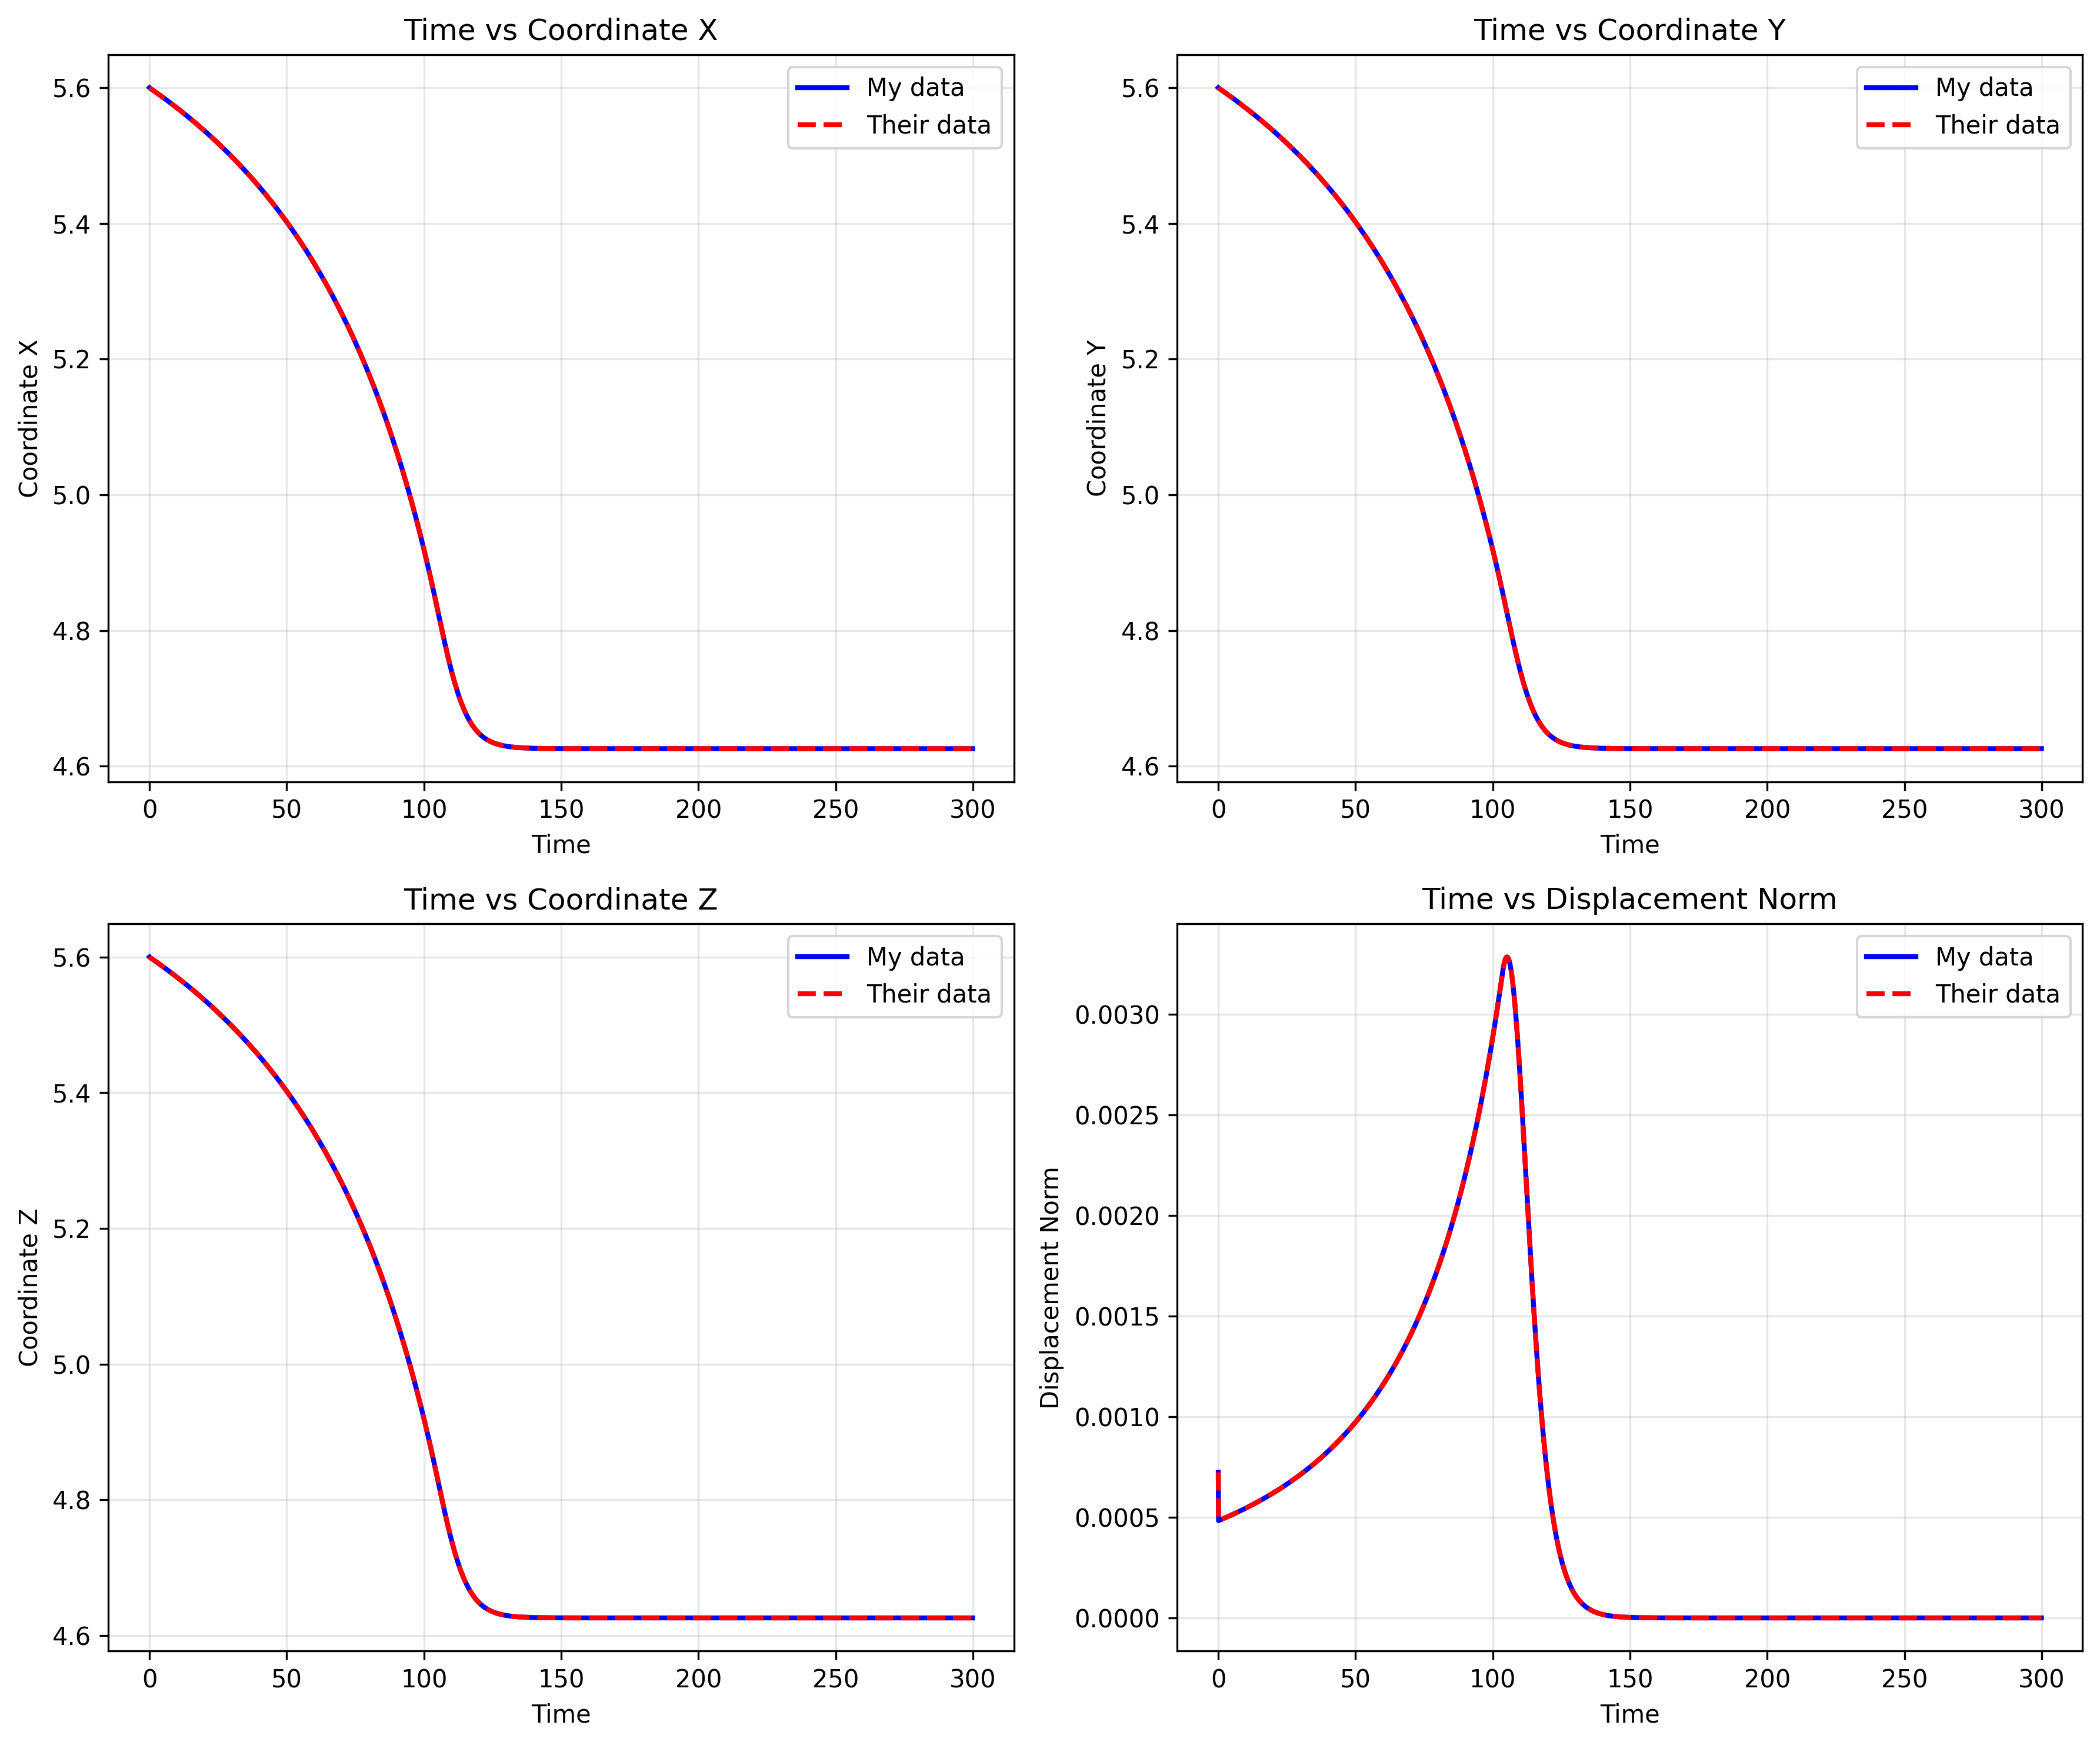 Time vs Coordinate X
Coordinate X
5.6
5.4
5.2
5.0
4.8
4.6
My data
Their data
0 50 100 150 200 250 300
Time
Time vs Coordinate Y
Coordinate Y
5.6
5.4
5.2
5.0
4.8
4.6
My data
Their data
0 50 100 150 200 250 300
Time
Time vs Coordinate Z
Coordinate Z
5.6
5.4
5.2
5.0
4.8
4.6
My data
Their data
0 50 100 150 200 250 300
Time
Time vs Displacement Norm
Displacement Norm
0.0030
0.0025
0.0020
0.0015
0.0010
0.0005
0.0000
My data
Their data
0 50 100 150 200 250 300
Time